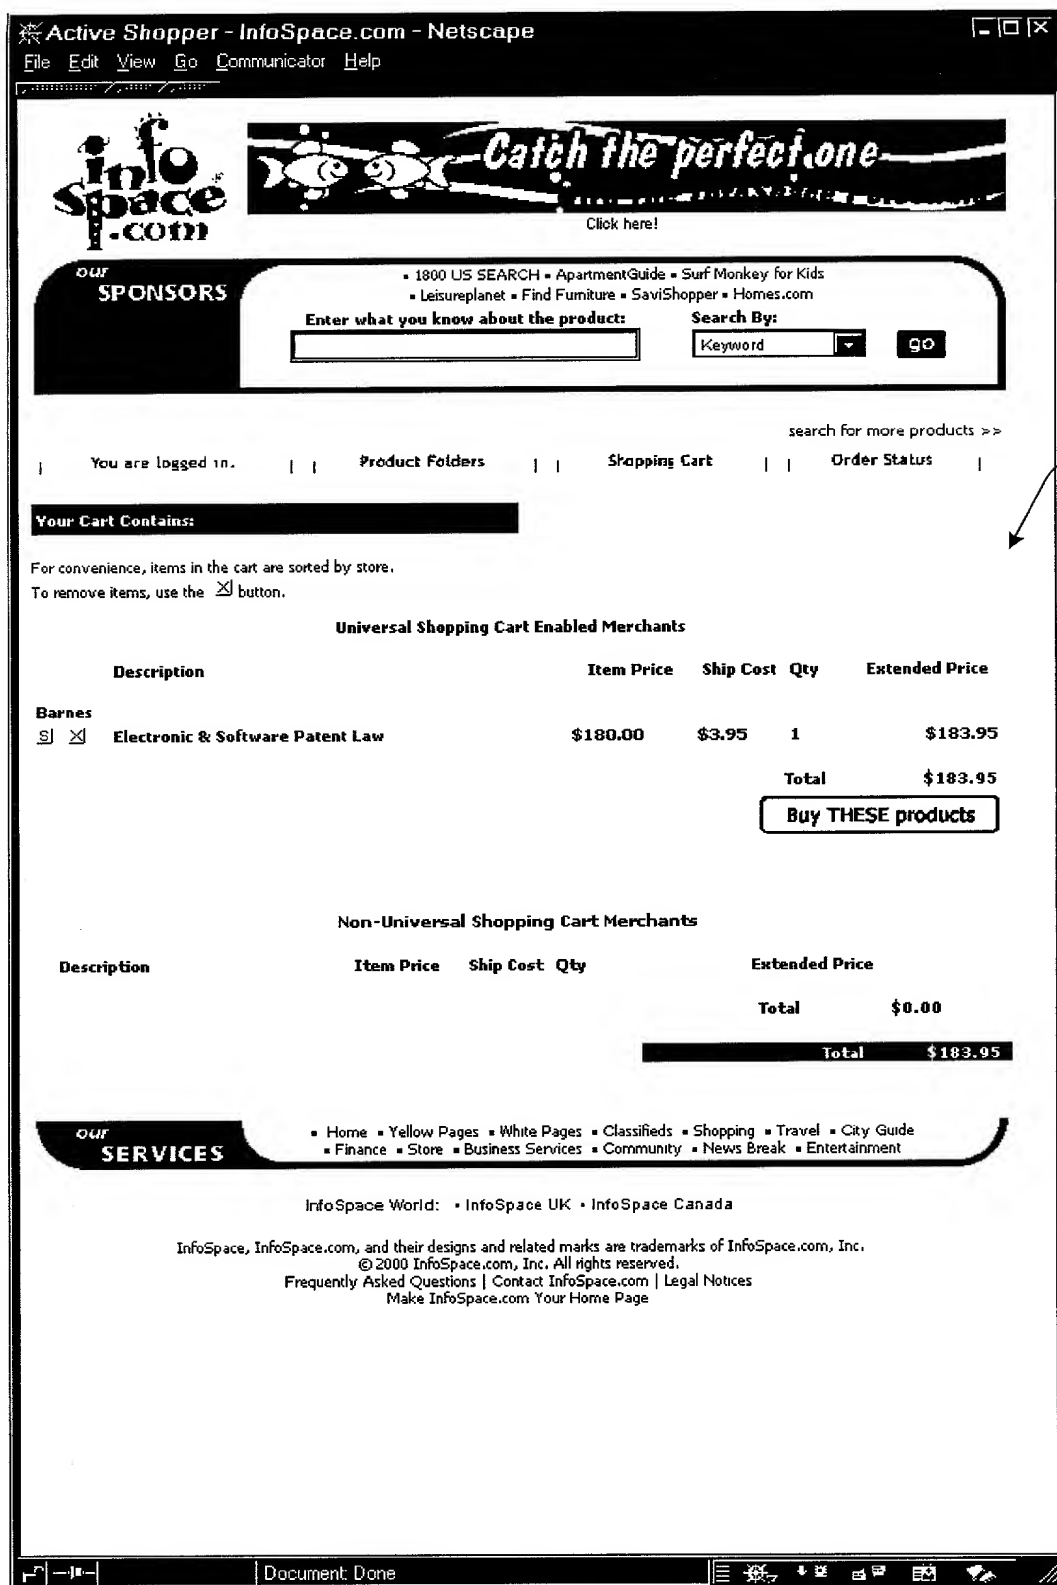 Active Shopper - InfoSpace.com - Netscape
File Edit View Go Communicator Help
info
space
.com
Catch the perfect one
Click here!
our
SPONSORS
▪ 1800 US SEARCH ▪ ApartmentGuide ▪ Surf Monkey for Kids
▪ Leisureplanet ▪ Find Furniture ▪ SaviShopper ▪ Homes.com
Enter what you know about the product: Search By:
Keyword go
search for more products >>
| You are logged in. | | Product Folders | | Shopping Cart | | Order Status |
Your Cart Contains:
For convenience, items in the cart are sorted by store.
To remove items, use the X button.
Universal Shopping Cart Enabled Merchants
Description Item Price Ship Cost Qty Extended Price
Barnes
S X Electronic & Software Patent Law $180.00 $3.95 1 $183.95
Total $183.95
Buy THESE products
Non-Universal Shopping Cart Merchants
Description Item Price Ship Cost Qty Extended Price
Total $0.00
Total $183.95
our
SERVICES
▪ Home ▪ Yellow Pages ▪ White Pages ▪ Classifieds ▪ Shopping ▪ Travel ▪ City Guide
▪ Finance ▪ Store ▪ Business Services ▪ Community ▪ News Break ▪ Entertainment
InfoSpace World: ▪ InfoSpace UK ▪ InfoSpace Canada
InfoSpace, InfoSpace.com, and their designs and related marks are trademarks of InfoSpace.com, Inc.
© 2000 InfoSpace.com, Inc. All rights reserved.
Frequently Asked Questions | Contact InfoSpace.com | Legal Notices
Make InfoSpace.com Your Home Page
Document: Done